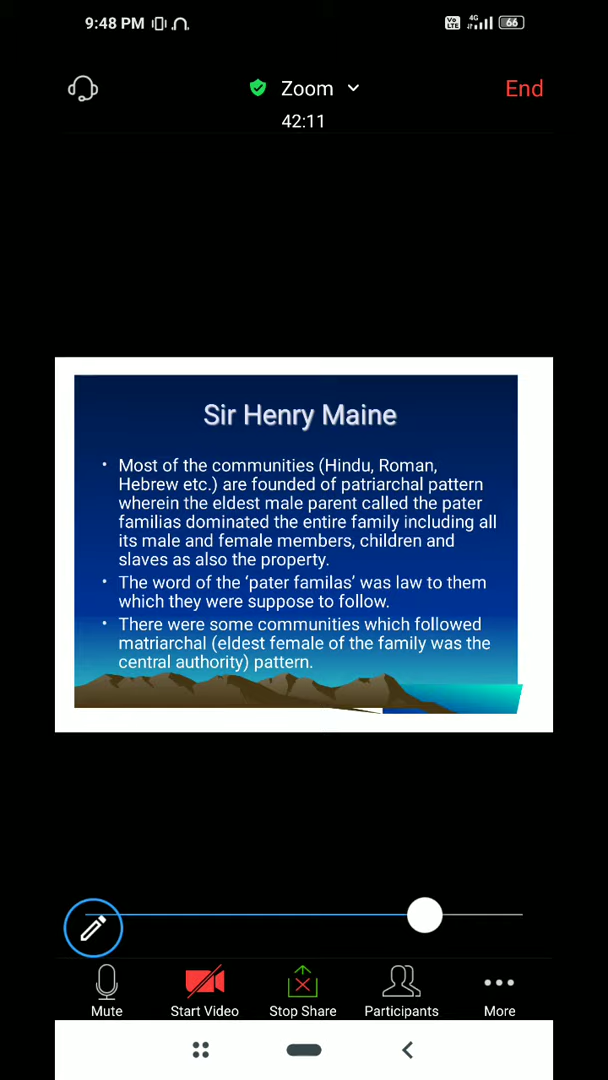 9:48 PM
Vo LTE 4G 66
Zoom
End
42:11
Sir Henry Maine
• Most of the communities (Hindu, Roman,
Hebrew etc.) are founded of patriarchal pattern
wherein the eldest male parent called the pater
familias dominated the entire family including all
its male and female members, children and
slaves as also the property.
• The word of the ‘pater familas’ was law to them
which they were suppose to follow.
• There were some communities which followed
matriarchal (eldest female of the family was the
central authority) pattern.
Mute
Start Video
Stop Share
Participants
More